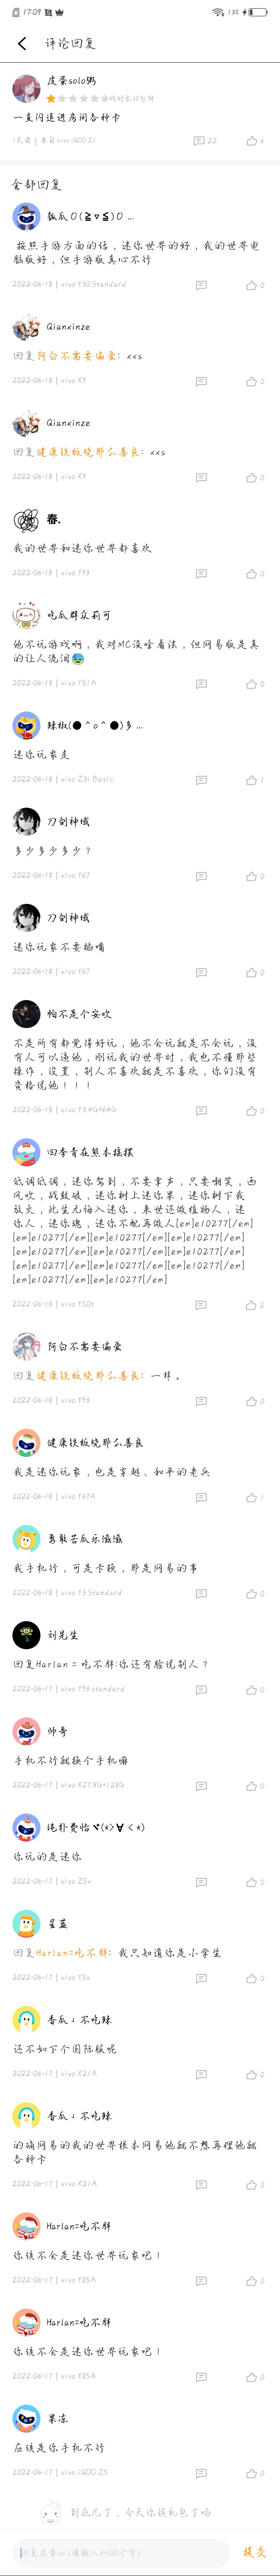 17:09
13%
评论回复
皮蛋solo粥
游戏时长35分钟
一直闪退进房间各种卡
1天前 | 来自vivo iQOO Z1
22
6
全部回复
瓠瓜O(≧▽≦)O ...
按照手游方面的话，迷你世界的好，我的世界电
脑版好，但手游版真心不行
2022-06-18 | vivo Y30 Standard
0
Qianxinze
回复阿白不需要偏爱：xxs
2022-06-18 | vivo X9
0
Qianxinze
回复健康铁板烧那么善良：xxs
2022-06-18 | vivo X9
0
春.
我的世界和迷你世界都喜欢
2022-06-18 | vivo Y93
0
吃瓜群众莉可
他不玩游戏啊，我对MC没啥看法，但网易版是真
的让人流泪
2022-06-18 | vivo Y51A
0
辣椒(●＾o＾●)多 ...
迷你玩家走
2022-06-18 | vivo Z3i Basic
1
刀剑神域
多少多少多少？
2022-06-18 | vivo Y67
0
刀剑神域
迷你玩家不要插嘴
2022-06-18 | vivo Y67
0
怕不是个安吹
不是所有都觉得好玩，他不会玩就是不会玩，没
有人可以逼他，刚玩我的世界时，我也不懂那些
操作，设置，别人不喜欢就是不喜欢，你们没有
资格说他！！！
2022-06-18 | vivo Y3 4G+64G
0
四季青在熊本摇摆
低调低调，迷你驾到，不要掌声，只要嘲笑，西
风吹，战鼓破，迷你树上迷你果，迷你树下我
放火，此生无悔入迷你，来世还做植物人，迷
你人，迷你魂，迷你不配再做人[em]e10277[/em]
[em]e10277[/em][em]e10277[/em][em]e10277[/em]
[em]e10277[/em][em]e10277[/em][em]e10277[/em]
[em]e10277[/em][em]e10277[/em][em]e10277[/em]
[em]e10277[/em][em]e10277[/em]
2022-06-18 | vivo Y50t
2
阿白不需要偏爱
回复健康铁板烧那么善良：一样。
2022-06-18 | vivo Y93
0
健康铁板烧那么善良
我是迷你玩家，也是穿越、和平的老兵
2022-06-18 | vivo Y67A
1
勇敢苦瓜乐滋滋
我手机行，可是卡顿，那是网易的事
2022-06-18 | vivo Y3 Standard
0
刘先生
回复Harlan=吃不胖:你还有脸说别人？
2022-06-17 | vivo Y93 standard
0
帅哥
手机不行就换个手机嘛
2022-06-17 | vivo X27 8G+128G
0
纯朴费怡ヾ(*>∀＜*)
你玩的是迷你
2022-06-17 | vivo Z5x
0
星蓝
回复Harlan=吃不胖：我只知道你是小学生
2022-06-17 | vivo Y5s
0
香瓜」不吃辣
还不如下个国际服呢
2022-06-17 | vivo X21A
0
香瓜」不吃辣
的确网易的我的世界根本网易他就不想再理他就
各种卡
2022-06-17 | vivo X21A
0
Harlan=吃不胖
你该不会是迷你世界玩家吧！
2022-06-17 | vivo Y85A
0
Harlan=吃不胖
你该不会是迷你世界玩家吧！
2022-06-17 | vivo Y85A
0
果冻
应该是你手机不行
2022-06-17 | vivo iQOO Z5
0
到底儿了，今天你领礼包了吗
回复皮蛋so..(请输入3-500个字)
提交